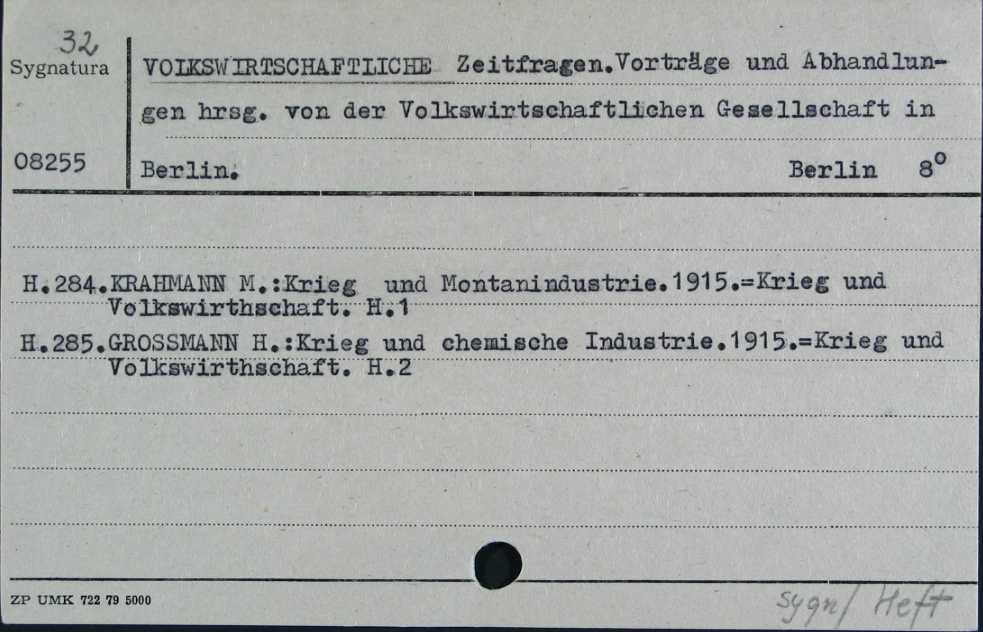 32
Sygnatura
VOLKSWIRTSCHAFTLICHE Zeitfragen.Vorträge und Abhandlun-
gen hrsg. von der Volkswirtschaftlichen Gesellschaft in
08255
Berlin. Berlin 8°
H.284.KRAHMANN M.:Krieg und Montanindustrie.1915.=Krieg und
Volkswirthschaft. H.1
H.285.GROSSMANN H.:Krieg und chemische Industrie.1915.=Krieg und
Volkswirthschaft. H.2
ZP UMK 722 79 5000
sygn/ Heft